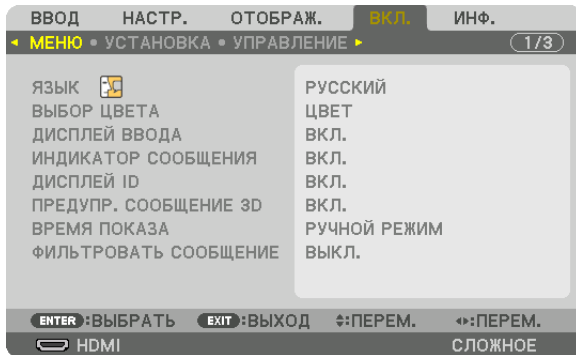 ВВОД НАСТР. ОТОБРАЖ. ВКЛ. ИНФ.
МЕНЮ • УСТАНОВКА • УПРАВЛЕНИЕ 1/3
ЯЗЫК РУССКИЙ
ВЫБОР ЦВЕТА ЦВЕТ
ДИСПЛЕЙ ВВОДА ВКЛ.
ИНДИКАТОР СООБЩЕНИЯ ВКЛ.
ДИСПЛЕЙ ID ВКЛ.
ПРЕДУПР. СООБЩЕНИЕ 3D ВКЛ.
ВРЕМЯ ПОКАЗА РУЧНОЙ РЕЖИМ
ФИЛЬТРОВАТЬ СООБЩЕНИЕ ВЫКЛ.
ENTER :ВЫБРАТЬ EXIT :ВЫХОД :ПЕРЕМ. :ПЕРЕМ.
HDMI СЛОЖНОЕ